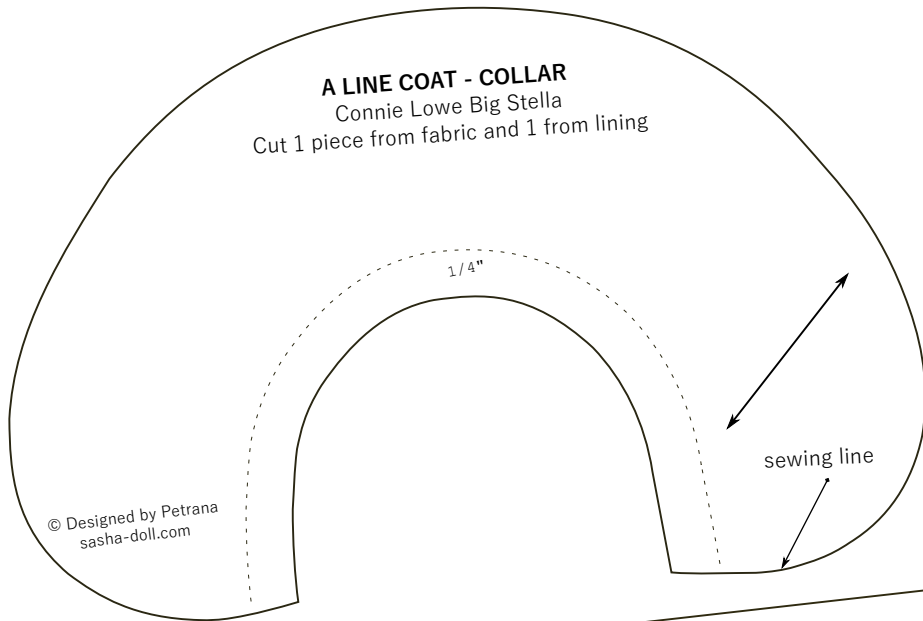 A LINE COAT - COLLAR
Connie Lowe Big Stella
Cut 1 piece from fabric and 1 from lining
1/4"
sewing line
© Designed by Petrana
sasha-doll.com